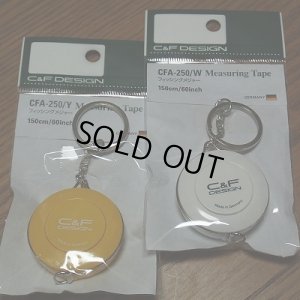 C&F DESIGN
CFA-250/Y Measuring Tape
フィッシングメジャー
150cm/60inch
C&F
DESIGN
C&F DESIGN
CFA-250/W Measuring Tape
フィッシングメジャー
150cm/60inch
GERMANY
C&F
DESIGN
Made in Germany
SOLD OUT